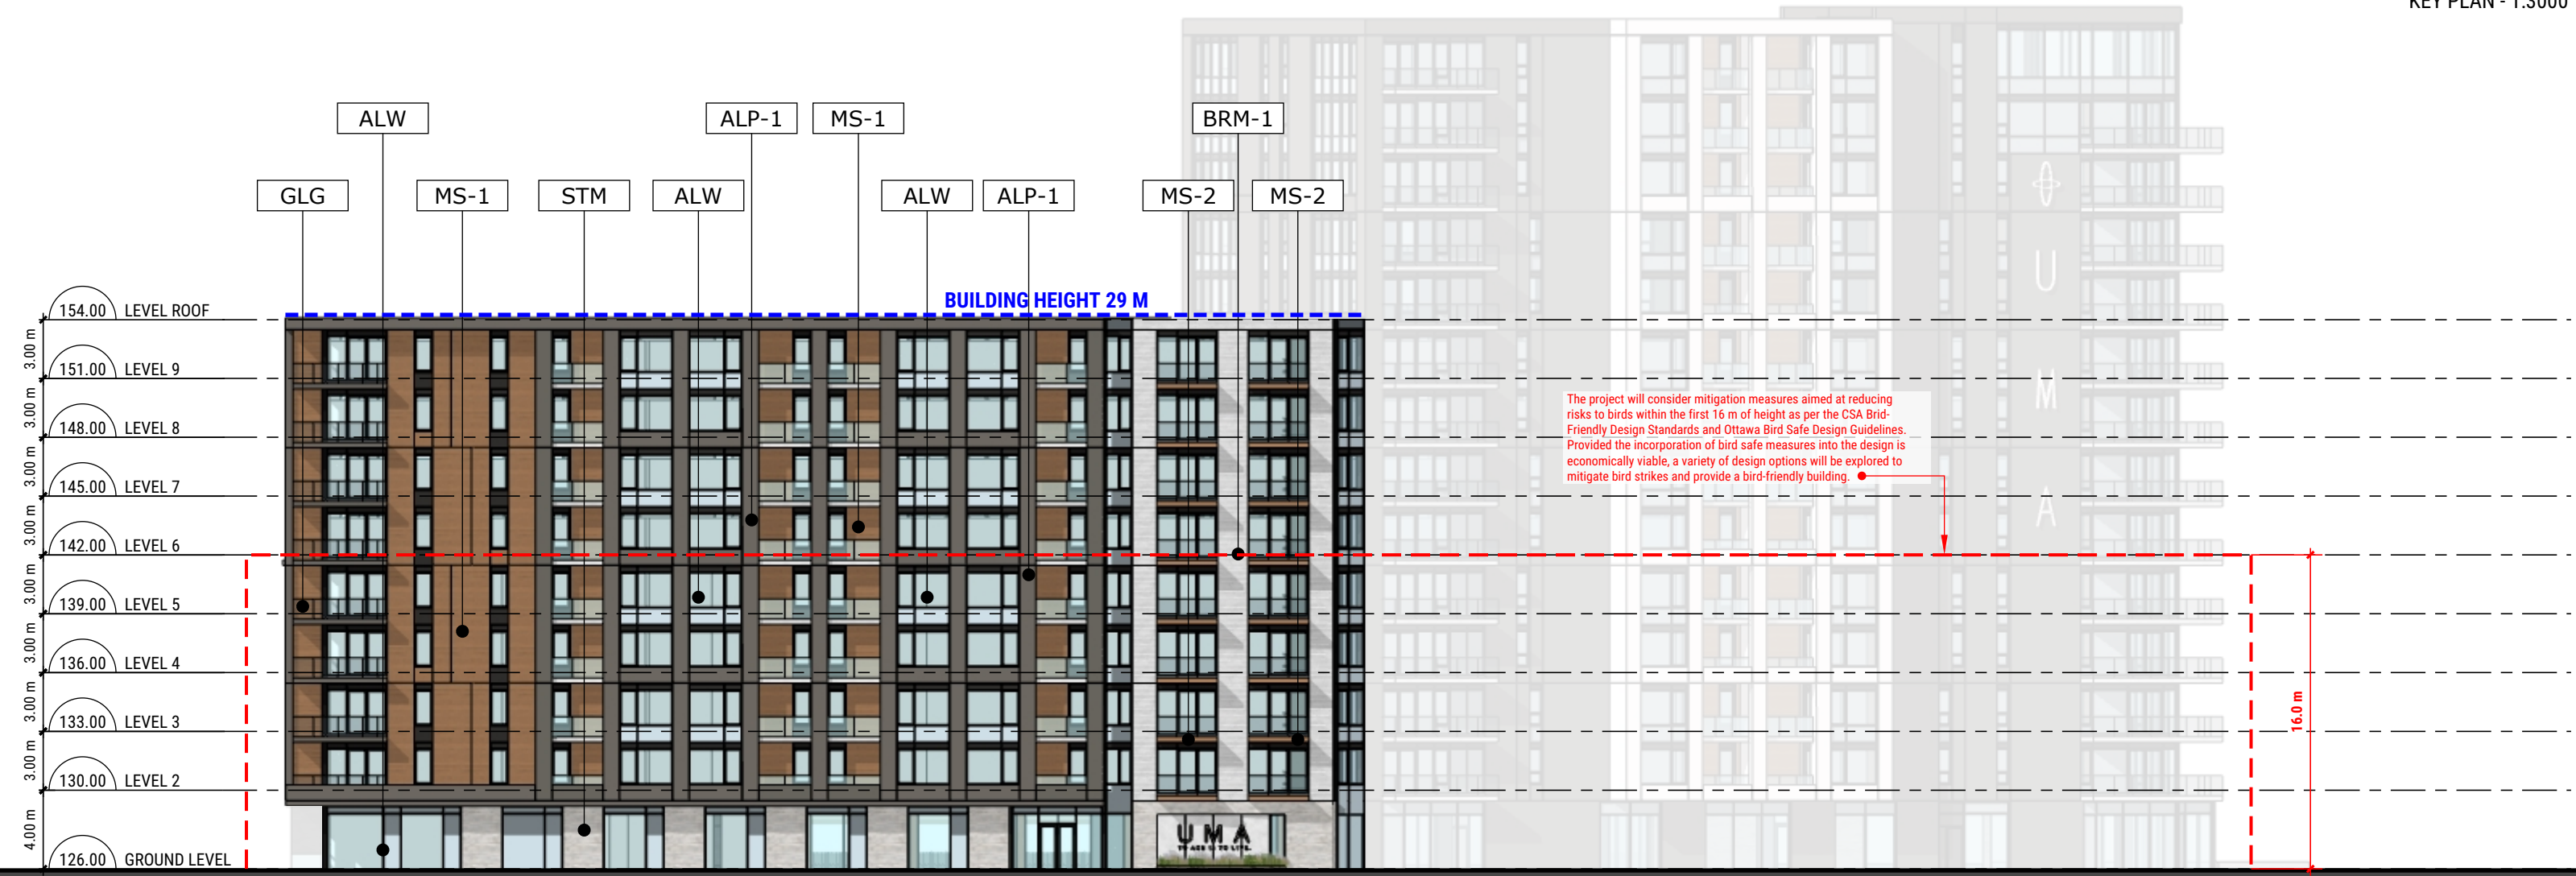 KEY PLAN - 1:3000
ALW
ALP-1
MS-1
BRM-1
GLG
MS-1
STM
ALW
ALW
ALP-1
MS-2
MS-2
BUILDING HEIGHT 29 M
154.00 LEVEL ROOF
3.00 m
151.00 LEVEL 9
3.00 m
148.00 LEVEL 8
3.00 m
145.00 LEVEL 7
3.00 m
142.00 LEVEL 6
3.00 m
139.00 LEVEL 5
3.00 m
136.00 LEVEL 4
3.00 m
133.00 LEVEL 3
3.00 m
130.00 LEVEL 2
4.00 m
126.00 GROUND LEVEL
The project will consider mitigation measures aimed at reducing
risks to birds within the first 16 m of height as per the CSA Brid-
Friendly Design Standards and Ottawa Bird Safe Design Guidelines.
Provided the incorporation of bird safe measures into the design is
economically viable, a variety of design options will be explored to
mitigate bird strikes and provide a bird-friendly building.
U
M
A
16.0 m
UMA